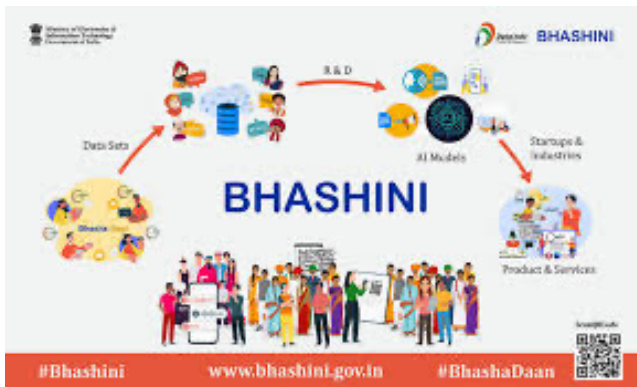 Ministry of Electronics &
Information Technology
Government of India
BHASHINI
R & D
Data Sets
AI Models
Startups &
Industries
BHASHINI
Product & Services
#Bhashini
www.bhashini.gov.in
#BhashaDaan